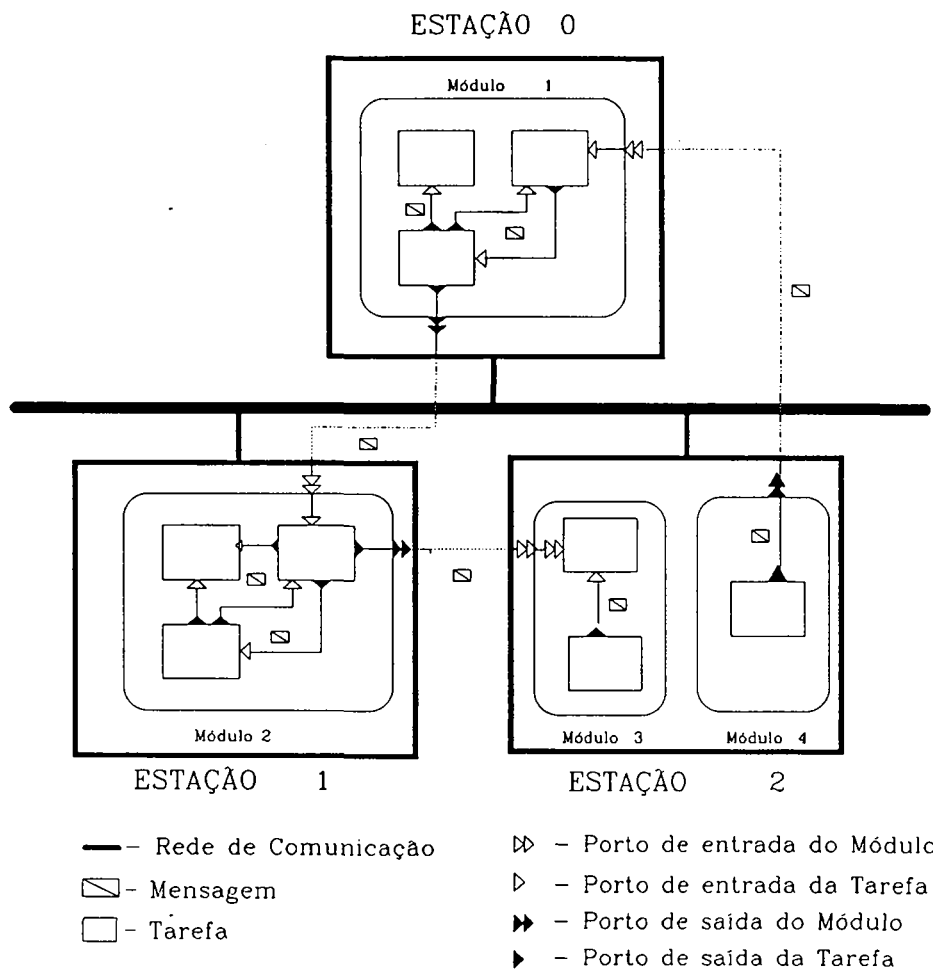 ESTAÇÃO 0
Módulo 1
Módulo 2
Módulo 3
Módulo 4
ESTAÇÃO 1
ESTAÇÃO 2
– Rede de Comunicação
– Mensagem
– Tarefa
– Porto de entrada do Módulo
– Porto de entrada da Tarefa
– Porto de saída do Módulo
– Porto de saída da Tarefa